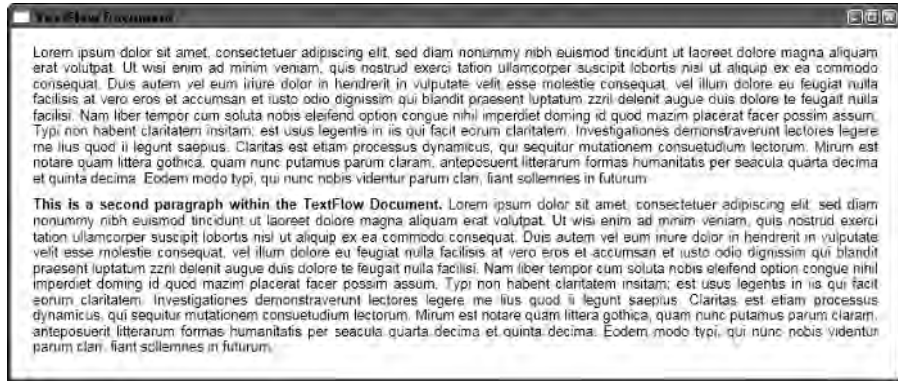 TextFlow Document
Lorem ipsum dolor sit amet, consectetuer adipiscing elit, sed diam nonummy nibh euismod tincidunt ut laoreet dolore magna aliquam
erat volutpat. Ut wisi enim ad minim veniam, quis nostrud exerci tation ullamcorper suscipit lobortis nisl ut aliquip ex ea commodo
consequat. Duis autem vel eum iriure dolor in hendrerit in vulputate velit esse molestie consequat, vel illum dolore eu feugiat nulla
facilisis at vero eros et accumsan et iusto odio dignissim qui blandit praesent luptatum zzril delenit augue duis dolore te feugait nulla
facilisi. Nam liber tempor cum soluta nobis eleifend option congue nihil imperdiet doming id quod mazim placerat facer possim assum.
Typi non habent claritatem insitam; est usus legentis in iis qui facit eorum claritatem. Investigationes demonstraverunt lectores legere
me lius quod ii legunt saepius. Claritas est etiam processus dynamicus, qui sequitur mutationem consuetudium lectorum. Mirum est
notare quam littera gothica, quam nunc putamus parum claram, anteposuerit litterarum formas humanitatis per seacula quarta decima
et quinta decima. Eodem modo typi, qui nunc nobis videntur parum clari, fiant sollemnes in futurum.
This is a second paragraph within the TextFlow Document. Lorem ipsum dolor sit amet, consectetuer adipiscing elit, sed diam
nonummy nibh euismod tincidunt ut laoreet dolore magna aliquam erat volutpat. Ut wisi enim ad minim veniam, quis nostrud exerci
tation ullamcorper suscipit lobortis nisl ut aliquip ex ea commodo consequat. Duis autem vel eum iriure dolor in hendrerit in vulputate
velit esse molestie consequat, vel illum dolore eu feugiat nulla facilisis at vero eros et accumsan et iusto odio dignissim qui blandit
praesent luptatum zzril delenit augue duis dolore te feugait nulla facilisi. Nam liber tempor cum soluta nobis eleifend option congue nihil
imperdiet doming id quod mazim placerat facer possim assum. Typi non habent claritatem insitam; est usus legentis in iis qui facit
eorum claritatem. Investigationes demonstraverunt lectores legere me lius quod ii legunt saepius. Claritas est etiam processus
dynamicus, qui sequitur mutationem consuetudium lectorum. Mirum est notare quam littera gothica, quam nunc putamus parum claram,
anteposuerit litterarum formas humanitatis per seacula quarta decima et quinta decima. Eodem modo typi, qui nunc nobis videntur
parum clari, fiant sollemnes in futurum.